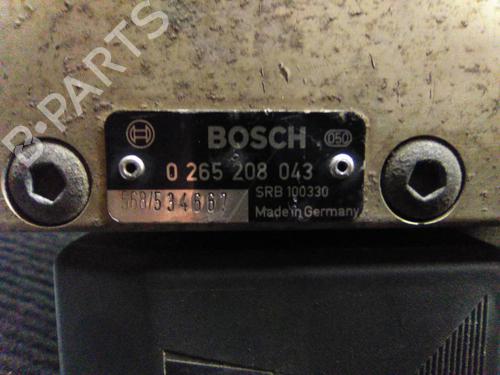 B-PARTS
BOSCH 050
0 265 208 043
568/534667 SRB 100330
Made in Germany